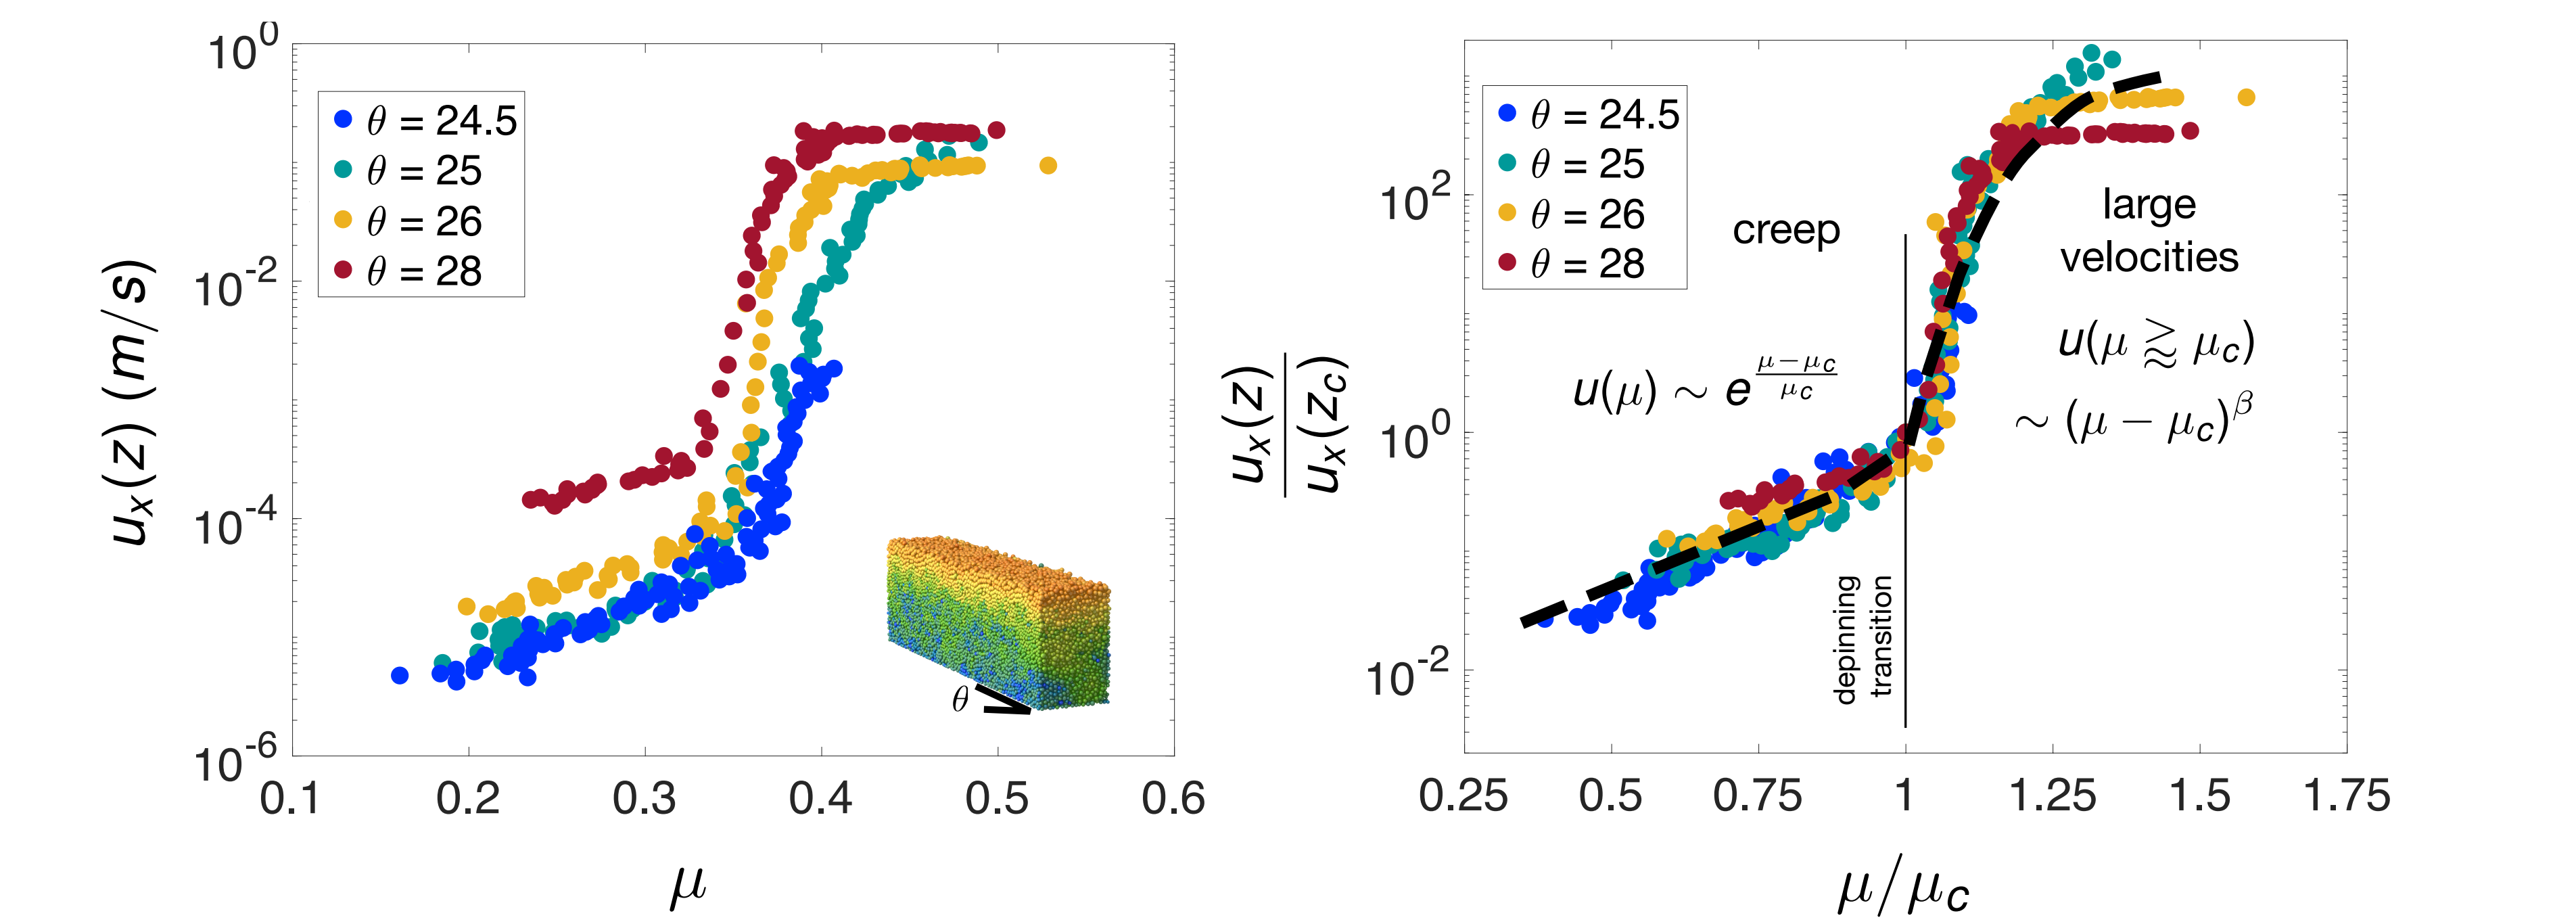 10^0
10^-2
10^-4
10^-6
u_x(z) (m/s)
θ = 24.5
θ = 25
θ = 26
θ = 28
θ
0.1 0.2 0.3 0.4 0.5 0.6
μ
10^2
10^0
10^-2
u_x(z)
u_x(z_c)
θ = 24.5
θ = 25
θ = 26
θ = 28
creep
u(μ) ∼ e^{(μ−μ_c)/μ_c}
large
velocities
u(μ ⪆ μ_c)
∼ (μ − μ_c)^β
depinning
transition
0.25 0.5 0.75 1 1.25 1.5 1.75
μ/μ_c